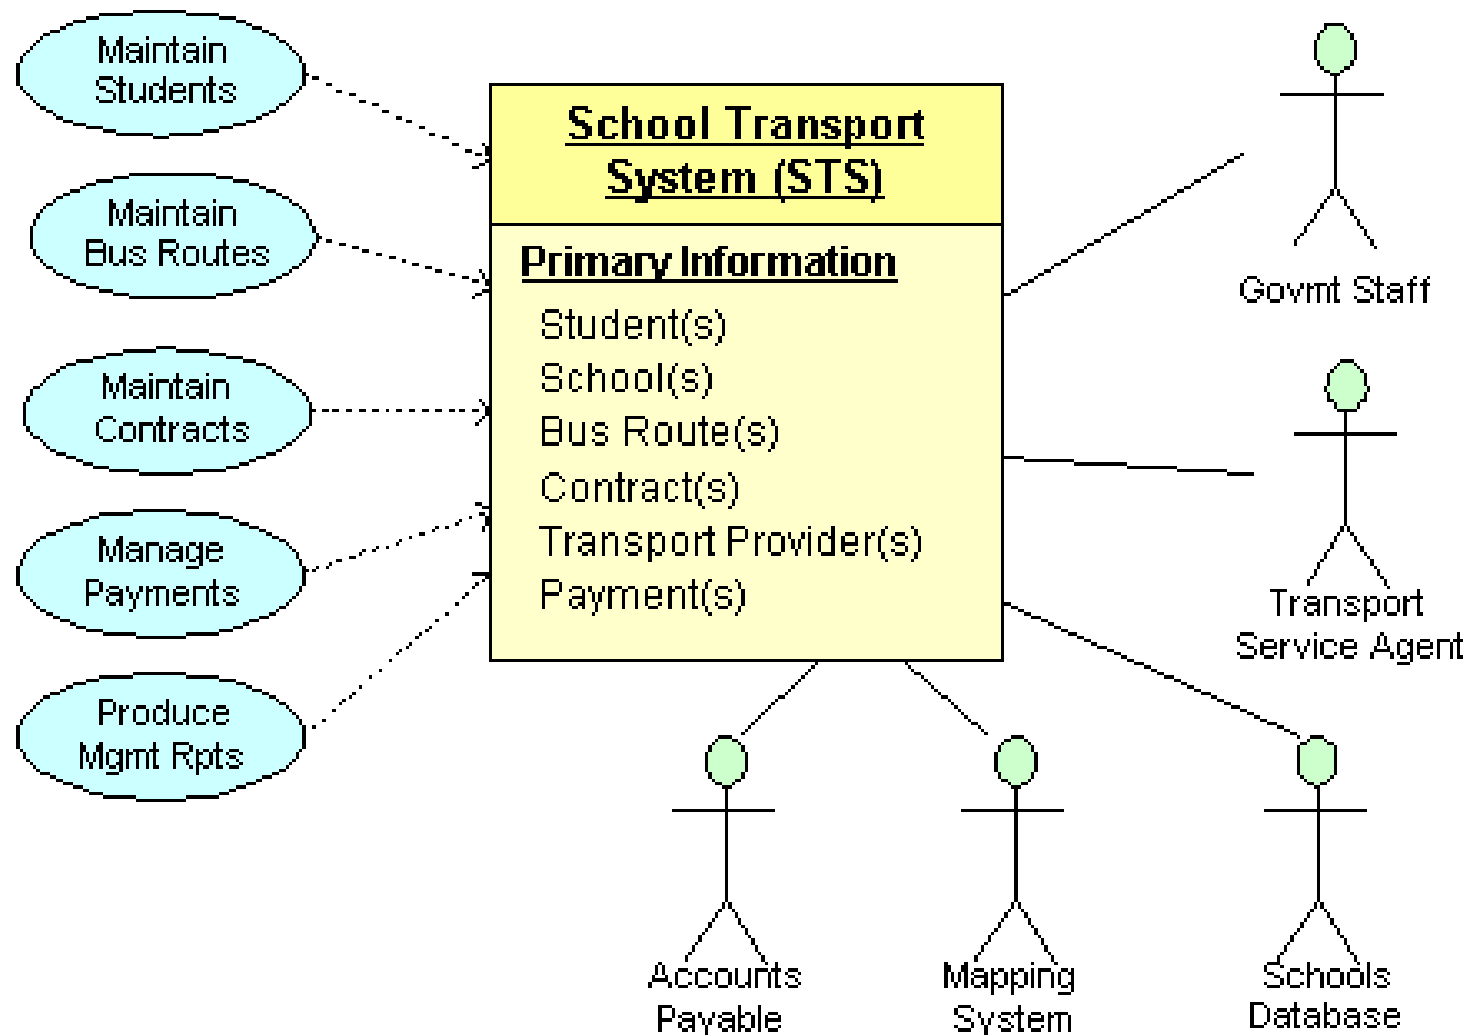 Maintain
Students
Maintain
Bus Routes
Maintain
Contracts
Manage
Payments
Produce
Mgmt Rpts
School Transport
System (STS)
Primary Information
Student(s)
School(s)
Bus Route(s)
Contract(s)
Transport Provider(s)
Payment(s)
Govmt Staff
Transport
Service Agent
Accounts
Payable
Mapping
System
Schools
Database